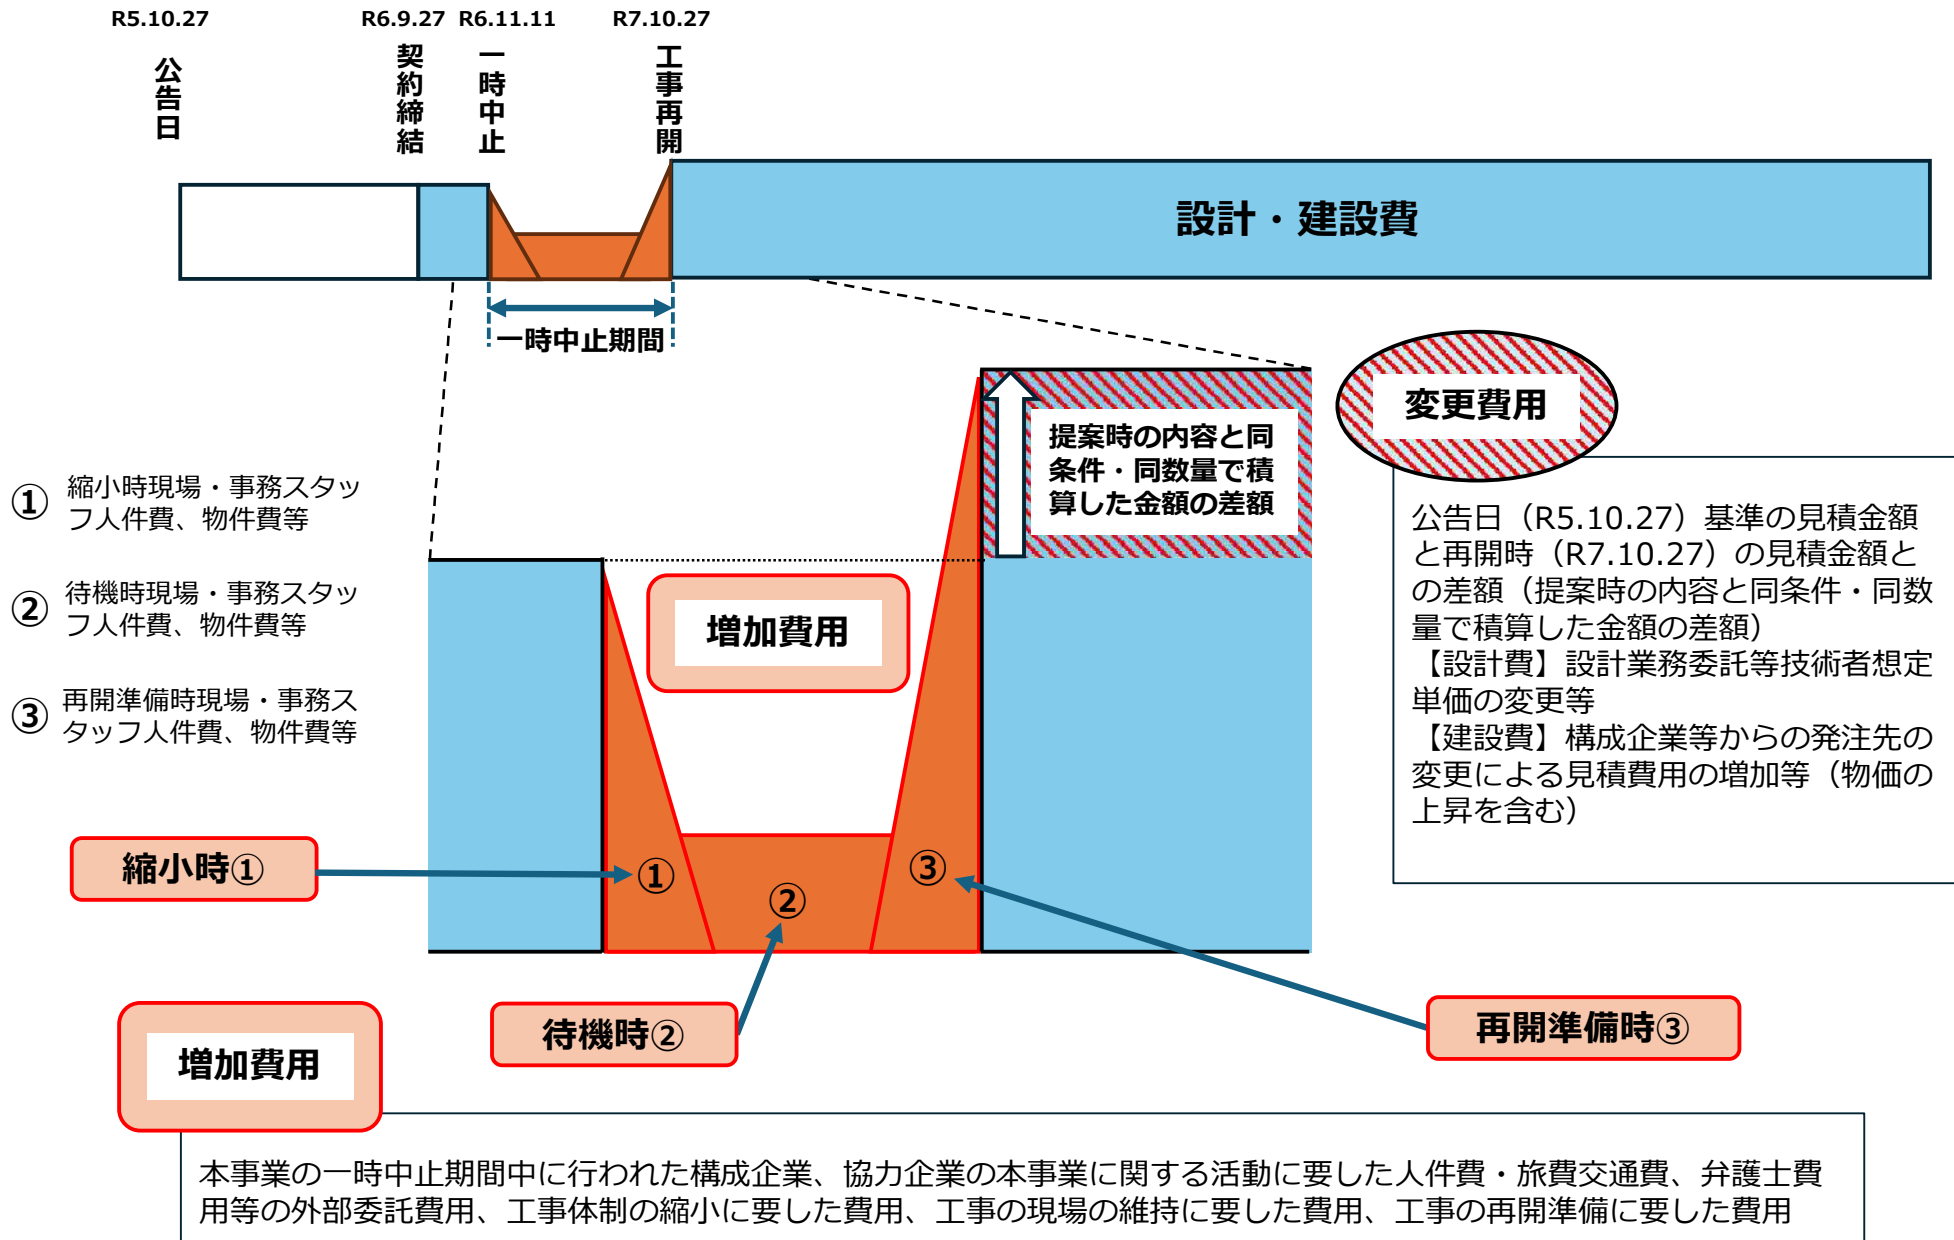 R5.10.27
R6.9.27
R6.11.11
R7.10.27
公告日
契約締結
一時中止
工事再開
設計・建設費
一時中止期間
変更費用
提案時の内容と同
条件・同数量で積
算した金額の差額
① 縮小時現場・事務スタッ
フ人件費、物件費等
② 待機時現場・事務スタッ
フ人件費、物件費等
③ 再開準備時現場・事務ス
タッフ人件費、物件費等
増加費用
公告日（R5.10.27）基準の見積金額
と再開時（R7.10.27）の見積金額と
の差額（提案時の内容と同条件・同数
量で積算した金額の差額）
【設計費】設計業務委託等技術者想定
単価の変更等
【建設費】構成企業等からの発注先の
変更による見積費用の増加等（物価の
上昇を含む）
縮小時①
①
②
③
待機時②
再開準備時③
増加費用
本事業の一時中止期間中に行われた構成企業、協力企業の本事業に関する活動に要した人件費・旅費交通費、弁護士費
用等の外部委託費用、工事体制の縮小に要した費用、工事の現場の維持に要した費用、工事の再開準備に要した費用